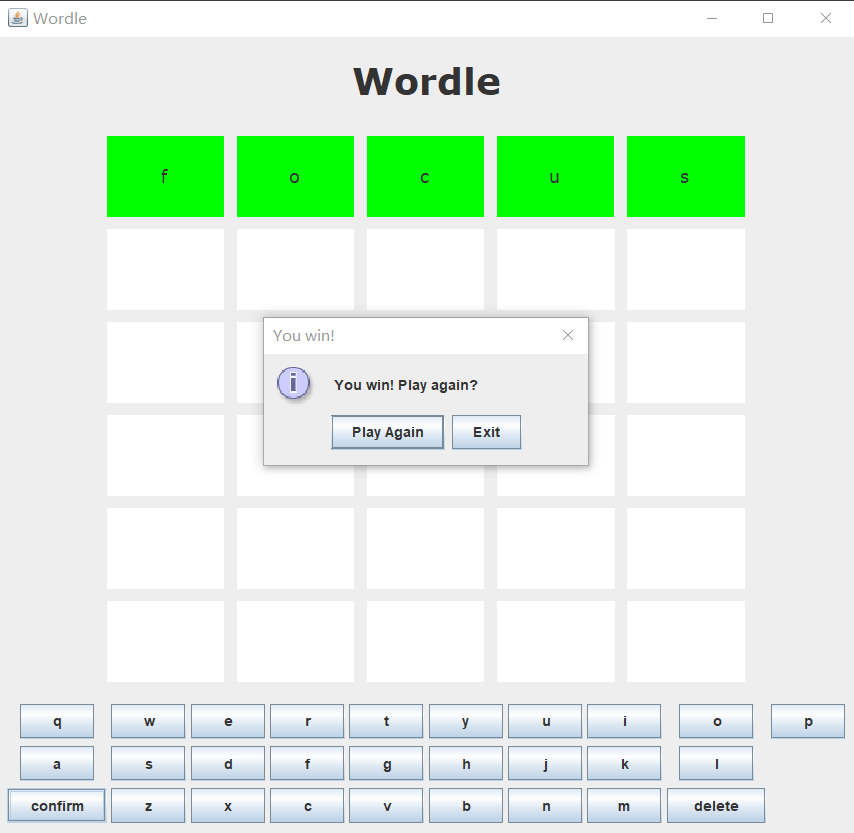 Wordle
Wordle
f o c u s
You win!
You win! Play again?
Play Again Exit
q w e r t y u i o p
a s d f g h j k l
confirm z x c v b n m delete